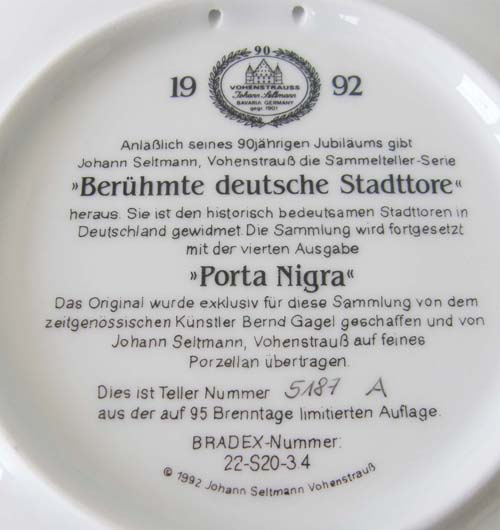 90
19 92
VOHENSTRAUSS
Johann Seltmann
BAVARIA GERMANY
gegr. 1901
Anläßlich seines 90jährigen Jubiläums gibt
Johann Seltmann, Vohenstrauß die Sammelteller-Serie
»Berühmte deutsche Stadttore«
heraus. Sie ist den historisch bedeutsamen Stadttoren in
Deutschland gewidmet. Die Sammlung wird fortgesetzt
mit der vierten Ausgabe
»Porta Nigra«
Das Original wurde exklusiv für diese Sammlung von dem
zeitgenössischen Künstler Bernd Gagel geschaffen und von
Johann Seltmann, Vohenstrauß auf feines
Porzellan übertragen.
Dies ist Teller Nummer 5187 A
aus der auf 95 Brenntage limitierten Auflage.
BRADEX-Nummer:
22-S20-3.4
© 1992 Johann Seltmann Vohenstrauß